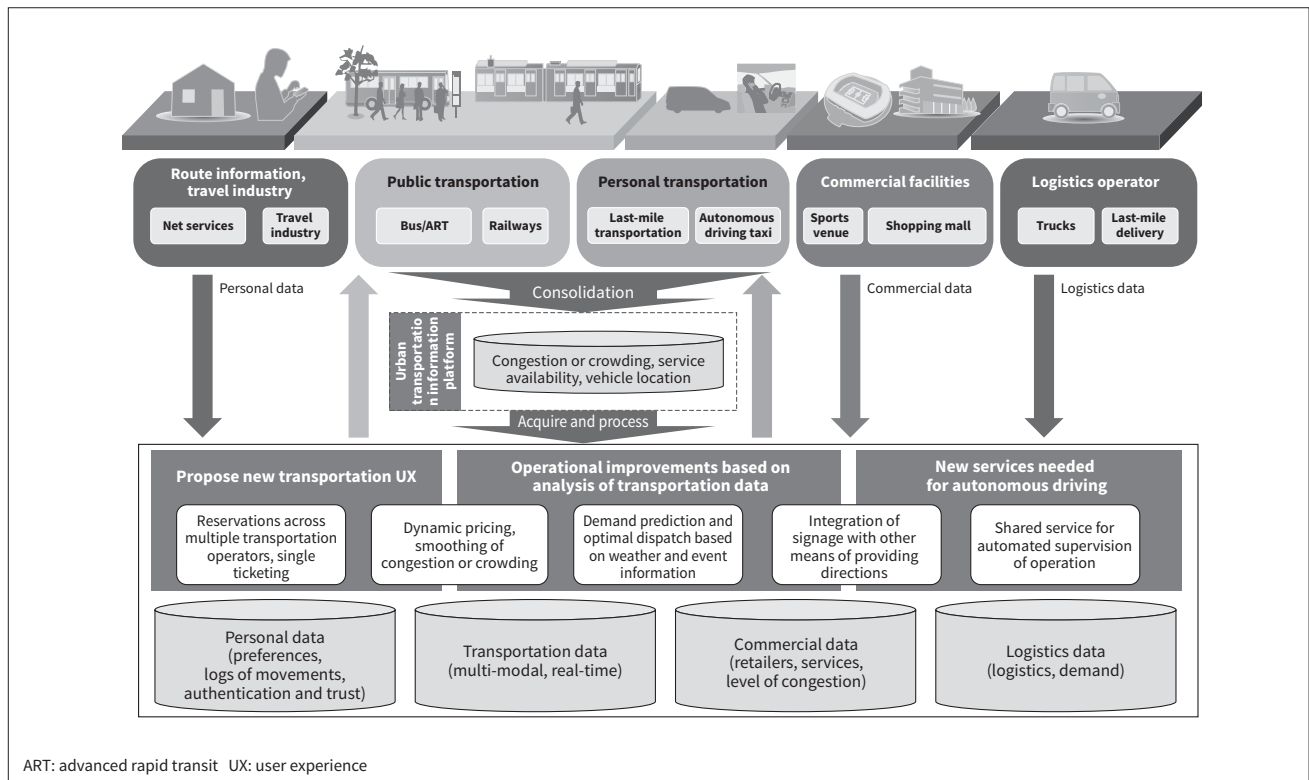 Route information,
travel industry
Net services
Travel
industry
Public transportation
Bus/ART
Railways
Personal transportation
Last-mile
transportation
Autonomous
driving taxi
Commercial facilities
Sports
venue
Shopping mall
Logistics operator
Trucks
Last-mile
delivery
Personal data
Consolidation
Commercial data
Logistics data
Urban
transportatio
n information
platform
Congestion or crowding, service
availability, vehicle location
Acquire and process
Propose new transportation UX
Operational improvements based on
analysis of transportation data
New services needed
for autonomous driving
Reservations across
multiple transportation
operators, single
ticketing
Dynamic pricing,
smoothing of
congestion or crowding
Demand prediction and
optimal dispatch based
on weather and event
information
Integration of
signage with other
means of providing
directions
Shared service for
automated supervision
of operation
Personal data
(preferences,
logs of movements,
authentication and trust)
Transportation data
(multi-modal, real-time)
Commercial data
(retailers, services,
level of congestion)
Logistics data
(logistics, demand)
ART: advanced rapid transit UX: user experience